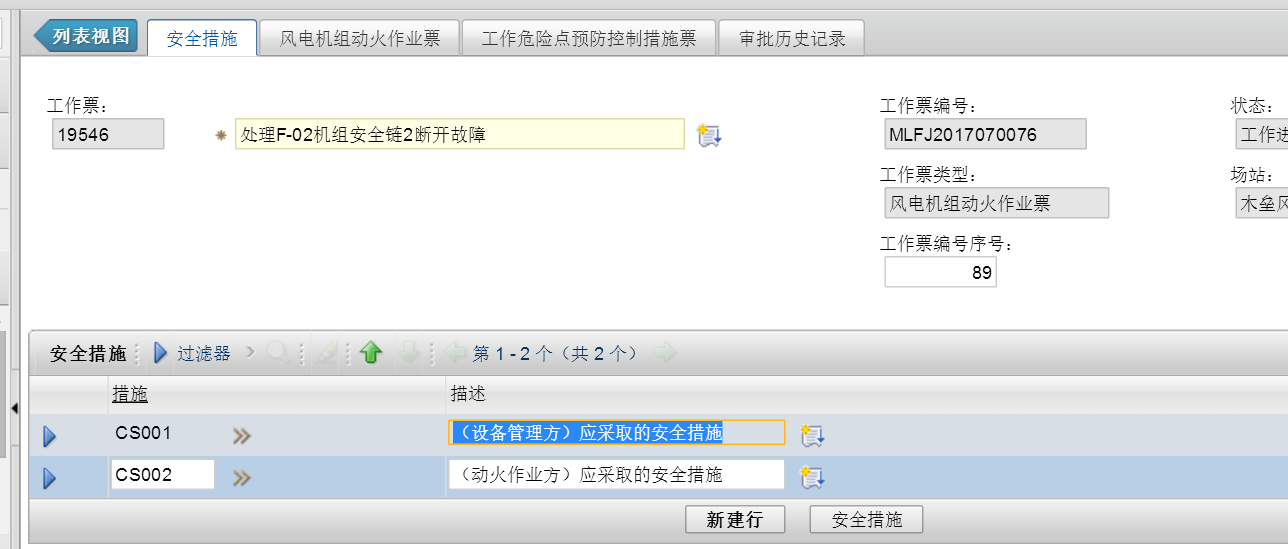 列表视图 安全措施 风电机组动火作业票 工作危险点预防控制措施票 审批历史记录
工作票： 工作票编号： 状态：
19546 处理F-02机组安全链2断开故障 MLFJ2017070076 工作进
工作票类型： 场站：
风电机组动火作业票 木垒风
工作票编号序号：
89
安全措施 过滤器 第 1 - 2 个（共 2 个）
措施 描述
CS001 （设备管理方）应采取的安全措施
CS002 （动火作业方）应采取的安全措施
新建行 安全措施